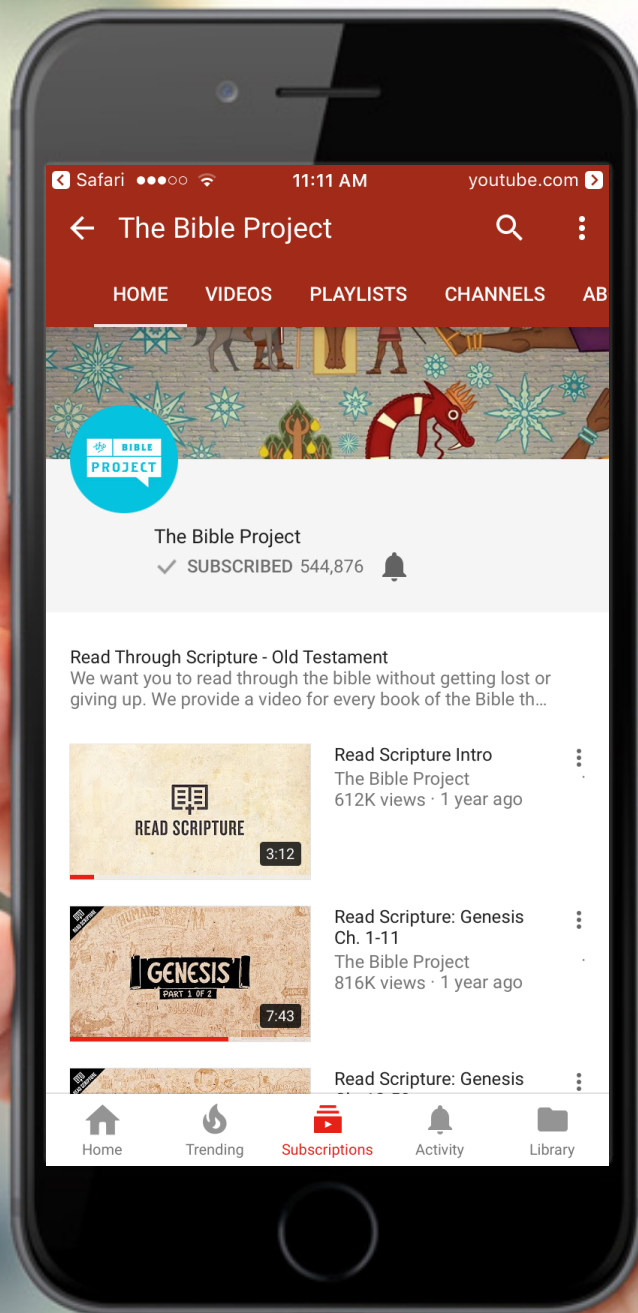 Safari 11:11 AM youtube.com
The Bible Project
HOME VIDEOS PLAYLISTS CHANNELS AB
BIBLE
PROJECT
The Bible Project
SUBSCRIBED 544,876
Read Through Scripture - Old Testament
We want you to read through the bible without getting lost or
giving up. We provide a video for every book of the Bible th...
READ SCRIPTURE
3:12
Read Scripture Intro
The Bible Project
612K views · 1 year ago
READ SCRIPTURE
GENESIS
PART 1 OF 2
7:43
Read Scripture: Genesis
Ch. 1-11
The Bible Project
816K views · 1 year ago
Read Scripture: Genesis
Home Trending Subscriptions Activity Library